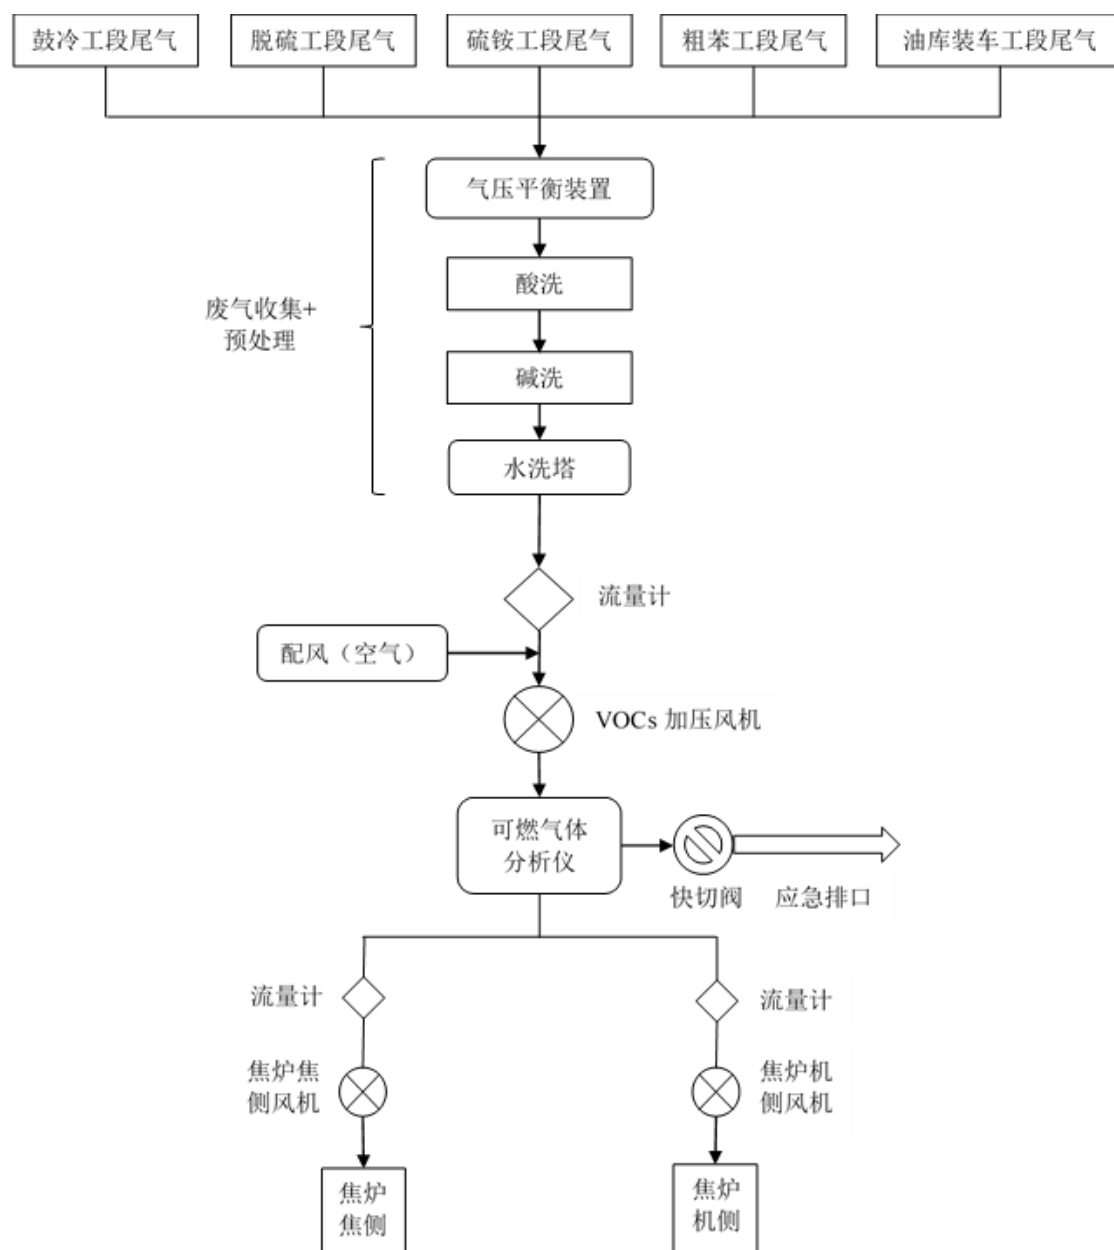 鼓冷工段尾气
脱硫工段尾气
硫铵工段尾气
粗苯工段尾气
油库装车工段尾气
气压平衡装置
酸洗
废气收集+
预处理
碱洗
水洗塔
流量计
配风（空气）
VOCs 加压风机
可燃气体
分析仪
快切阀
应急排口
流量计
流量计
焦炉焦
侧风机
焦炉机
侧风机
焦炉
焦侧
焦炉
机侧